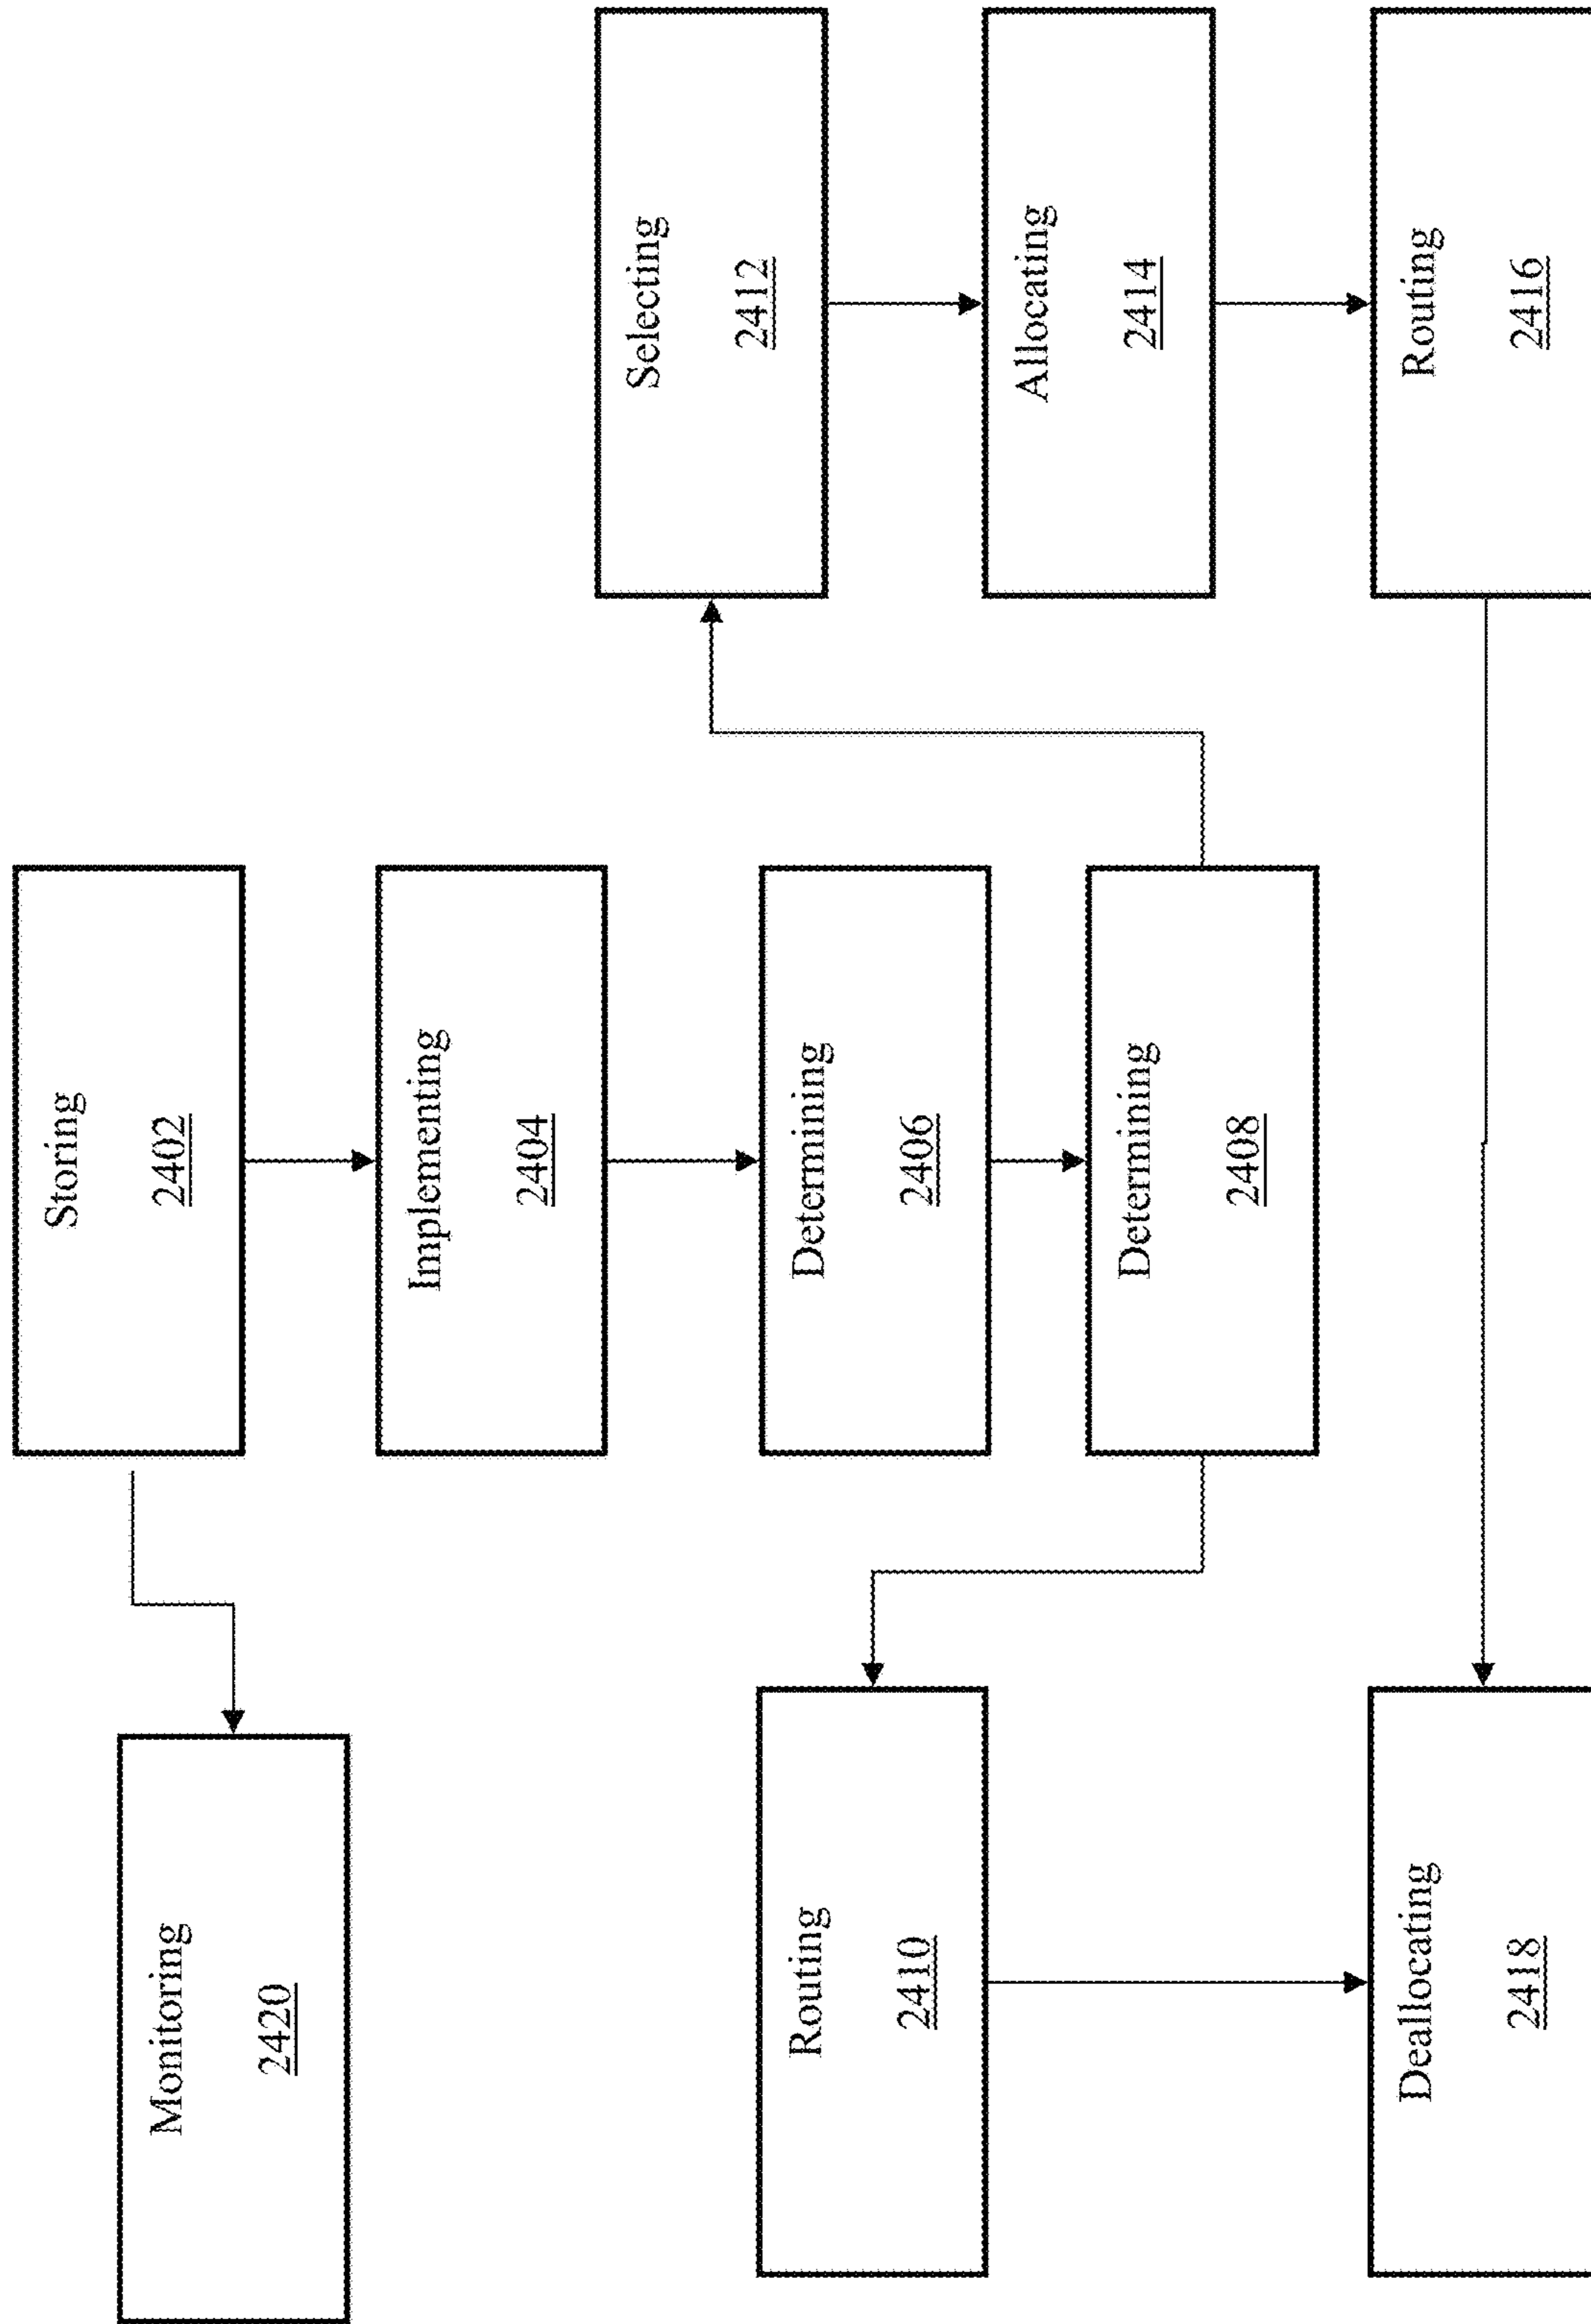 Storing
2402
Implementing
2404
Determining
2406
Determining
2408
Routing
2410
Selecting
2412
Allocating
2414
Routing
2416
Deallocating
2418
Monitoring
2420